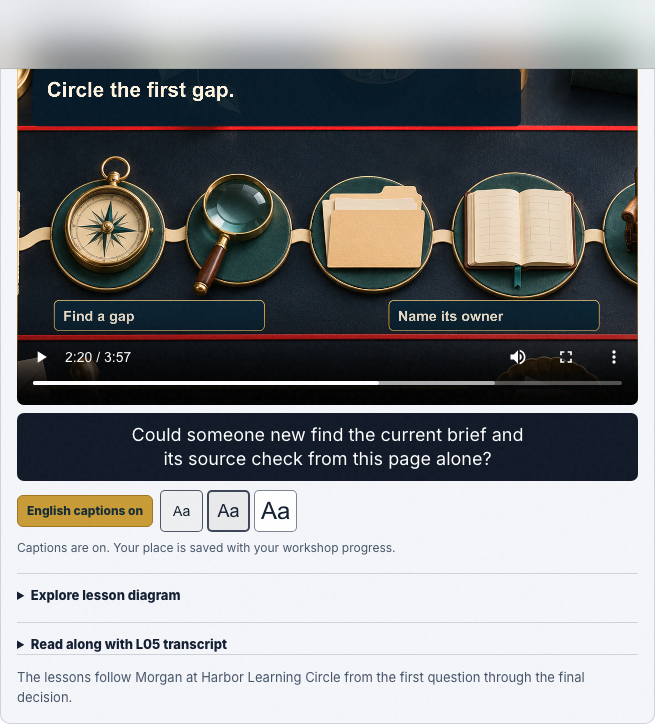 Circle the first gap.
Find a gap
Name its owner
2:20 / 3:57
Could someone new find the current brief and
its source check from this page alone?
English captions on
Aa
Aa
Aa
Captions are on. Your place is saved with your workshop progress.
Explore lesson diagram
Read along with L05 transcript
The lessons follow Morgan at Harbor Learning Circle from the first question through the final
decision.